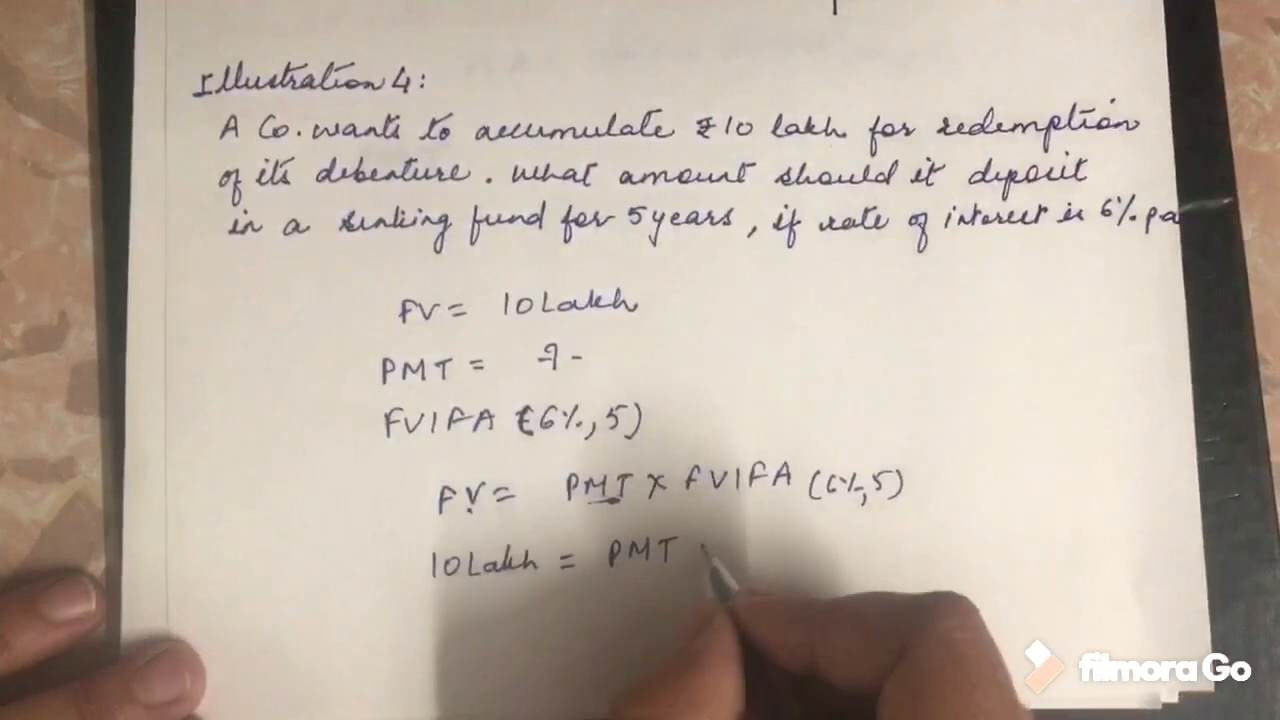 Illustration 4:
A Co. wants to accumulate ₹10 lakh for redemption
of its debenture. What amount should it deposit
in a sinking fund for 5 years, if rate of interest is 6% pa
FV = 10 Lakh
PMT = ?
FVIFA (6%, 5)
FV = PMT × FVIFA (6%, 5)
10 Lakh = PMT
filmora Go